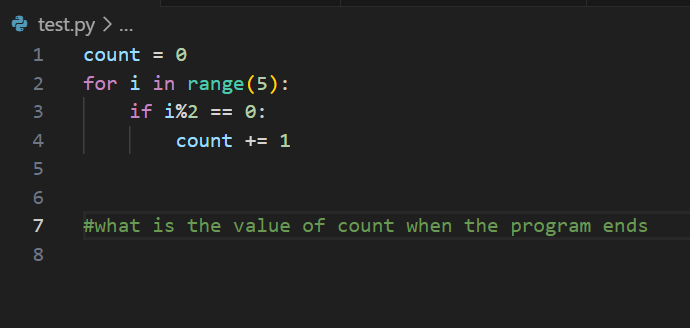 test.py > ...
1 count = 0
2 for i in range(5):
3     if i%2 == 0:
4         count += 1
5
6
7 #what is the value of count when the program ends
8